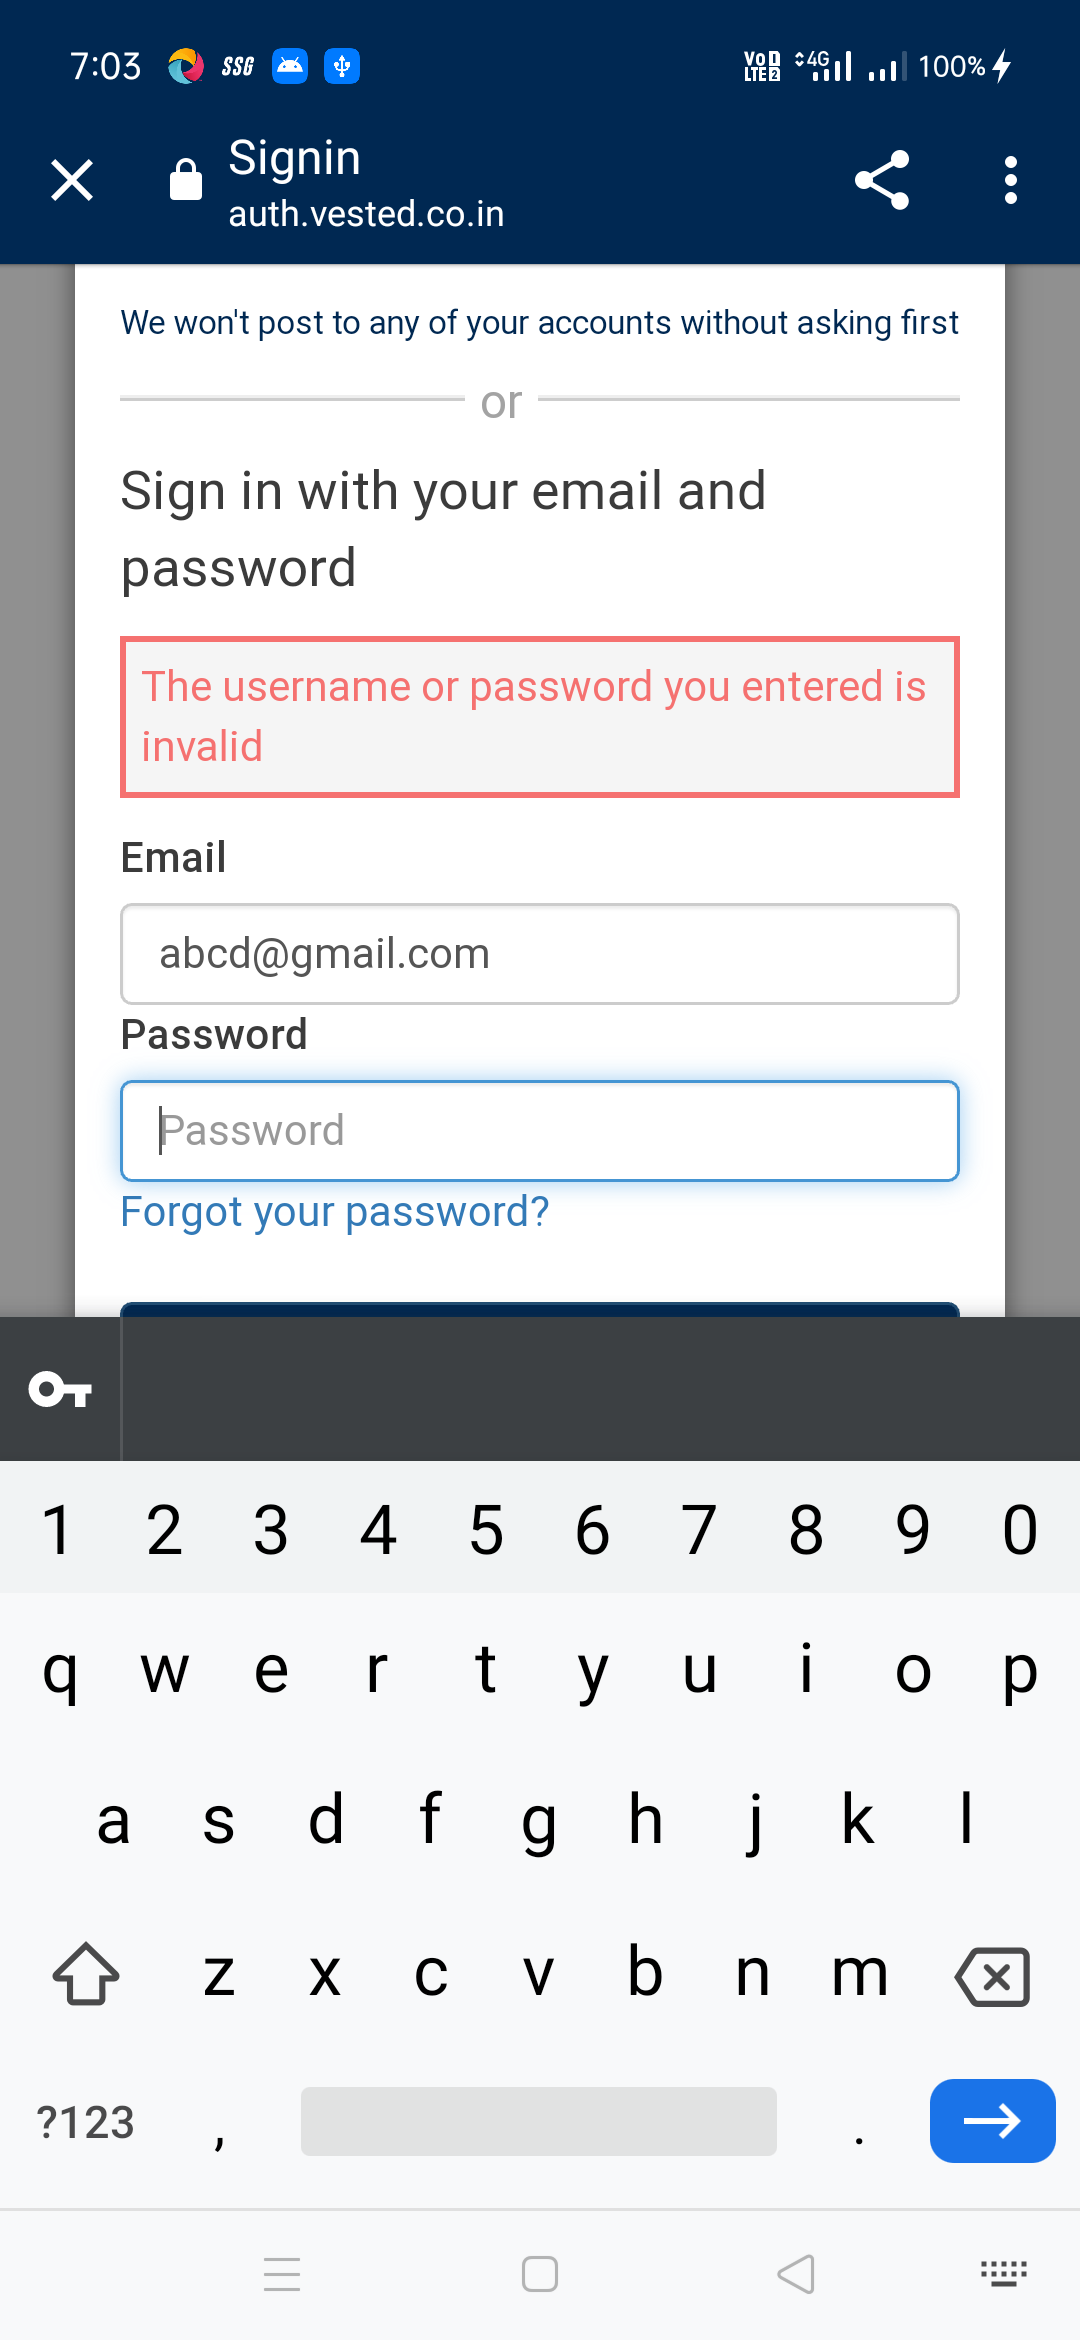 7:03 SSG VoD LTE 2 4G 100%
Signin
auth.vested.co.in
We won't post to any of your accounts without asking first
or
Sign in with your email and
password
The username or password you entered is
invalid
Email
abcd@gmail.com
Password
Password
Forgot your password?
1 2 3 4 5 6 7 8 9 0
q w e r t y u i o p
a s d f g h j k l
z x c v b n m
?123 , .